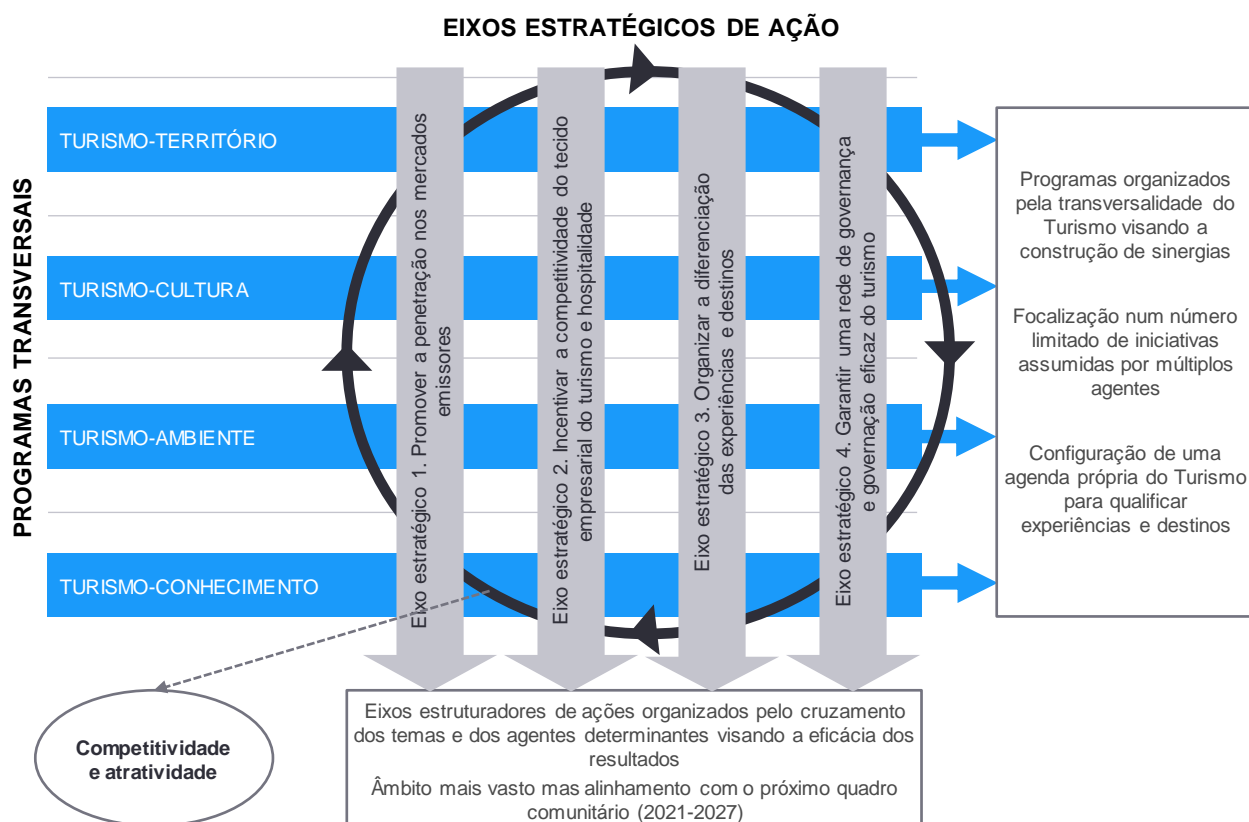 EIXOS ESTRATÉGICOS DE AÇÃO
PROGRAMAS TRANSVERSAIS
TURISMO-TERRITÓRIO
TURISMO-CULTURA
TURISMO-AMBIENTE
TURISMO-CONHECIMENTO
Eixo estratégico 1. Promover a penetração nos mercados
emissores
Eixo estratégico 2. Incentivar a competitividade do tecido
empresarial do turismo e hospitalidade
Eixo estratégico 3. Organizar a diferenciação
das experiências e destinos
Eixo estratégico 4. Garantir uma rede de governança
e governação eficaz do turismo
Programas organizados
pela transversalidade do
Turismo visando a
construção de sinergias
Focalização num número
limitado de iniciativas
assumidas por múltiplos
agentes
Configuração de uma
agenda própria do Turismo
para qualificar
experiências e destinos
Competitividade
e atratividade
Eixos estruturadores de ações organizados pelo cruzamento
dos temas e dos agentes determinantes visando a eficácia dos
resultados
Âmbito mais vasto mas alinhamento com o próximo quadro
comunitário (2021-2027)